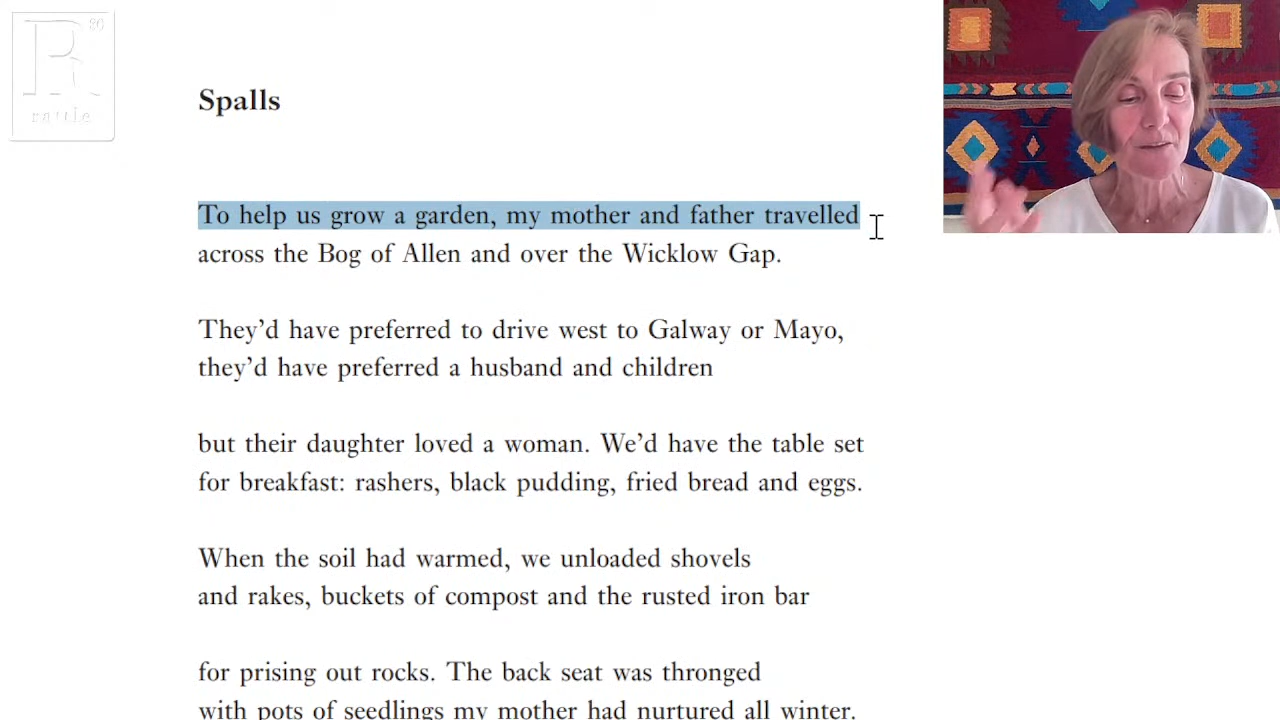 R
80
rattle
Spalls
To help us grow a garden, my mother and father travelled
across the Bog of Allen and over the Wicklow Gap.
They’d have preferred to drive west to Galway or Mayo,
they’d have preferred a husband and children
but their daughter loved a woman. We’d have the table set
for breakfast: rashers, black pudding, fried bread and eggs.
When the soil had warmed, we unloaded shovels
and rakes, buckets of compost and the rusted iron bar
for prising out rocks. The back seat was thronged
with pots of seedlings my mother had nurtured all winter.